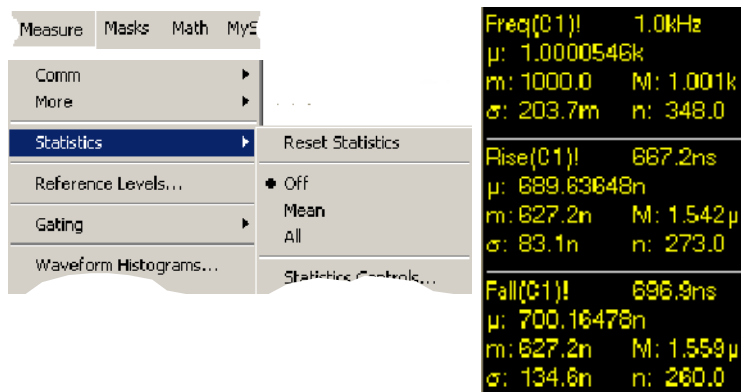 Measure Masks Math MyS
Comm
More
Statistics
Reference Levels...
Gating
Waveform Histograms...
Reset Statistics
Off
Mean
All
Statistics Controls...
Freq(C1)! 1.0kHz
µ: 1.0000546k
m: 1000.0 M: 1.001k
σ: 203.7m n: 348.0
Rise(C1)! 667.2ns
µ: 689.63648n
m: 627.2n M: 1.542µ
σ: 83.1n n: 273.0
Fall(C1)! 696.9ns
µ: 700.16478n
m: 627.2n M: 1.559µ
σ: 134.6n n: 260.0